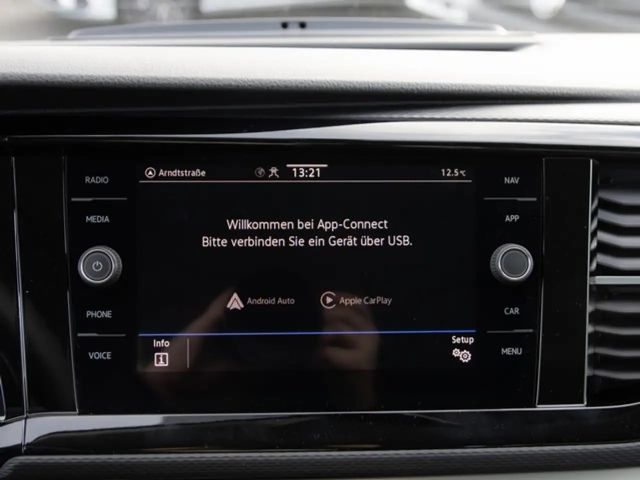 RADIO
MEDIA
PHONE
VOICE
Arndtstraße 13:21 12.5°C
Willkommen bei App-Connect
Bitte verbinden Sie ein Gerät über USB.
Android Auto Apple CarPlay
Info Setup
NAV
APP
CAR
MENU